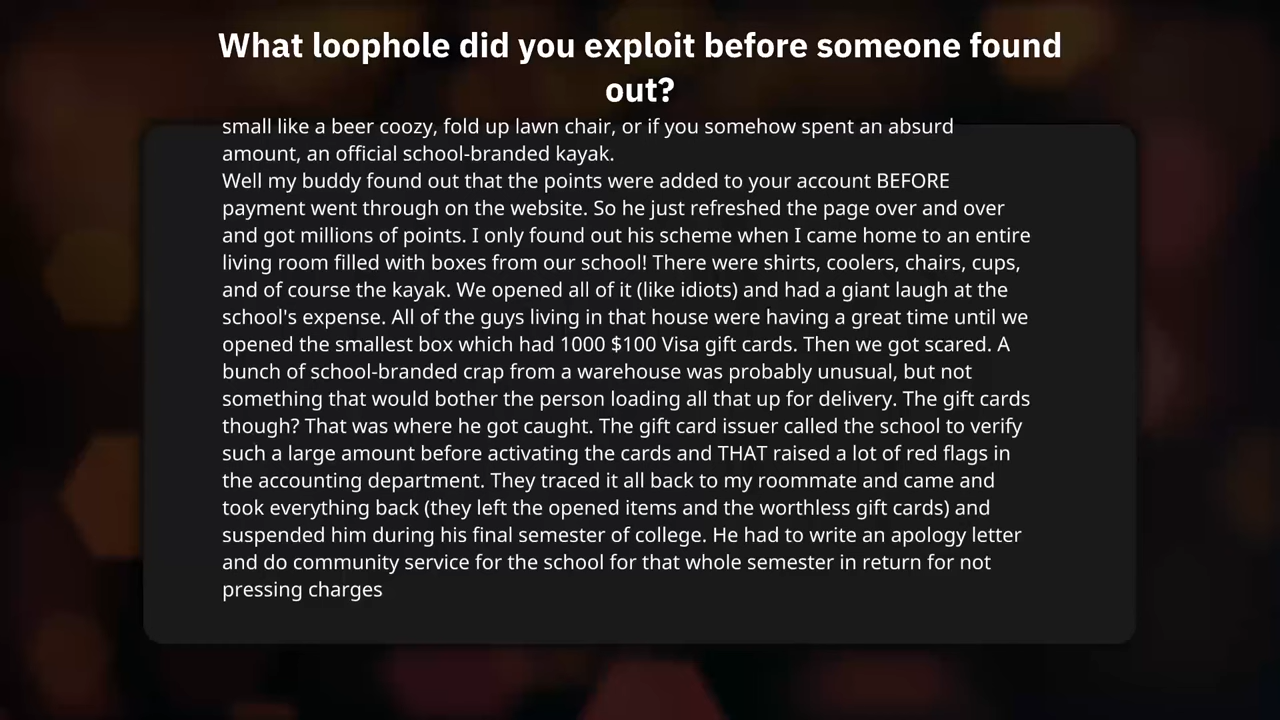 What loophole did you exploit before someone found
out?
small like a beer coozy, fold up lawn chair, or if you somehow spent an absurd
amount, an official school-branded kayak.
Well my buddy found out that the points were added to your account BEFORE
payment went through on the website. So he just refreshed the page over and over
and got millions of points. I only found out his scheme when I came home to an entire
living room filled with boxes from our school! There were shirts, coolers, chairs, cups,
and of course the kayak. We opened all of it (like idiots) and had a giant laugh at the
school's expense. All of the guys living in that house were having a great time until we
opened the smallest box which had 1000 $100 Visa gift cards. Then we got scared. A
bunch of school-branded crap from a warehouse was probably unusual, but not
something that would bother the person loading all that up for delivery. The gift cards
though? That was where he got caught. The gift card issuer called the school to verify
such a large amount before activating the cards and THAT raised a lot of red flags in
the accounting department. They traced it all back to my roommate and came and
took everything back (they left the opened items and the worthless gift cards) and
suspended him during his final semester of college. He had to write an apology letter
and do community service for the school for that whole semester in return for not
pressing charges